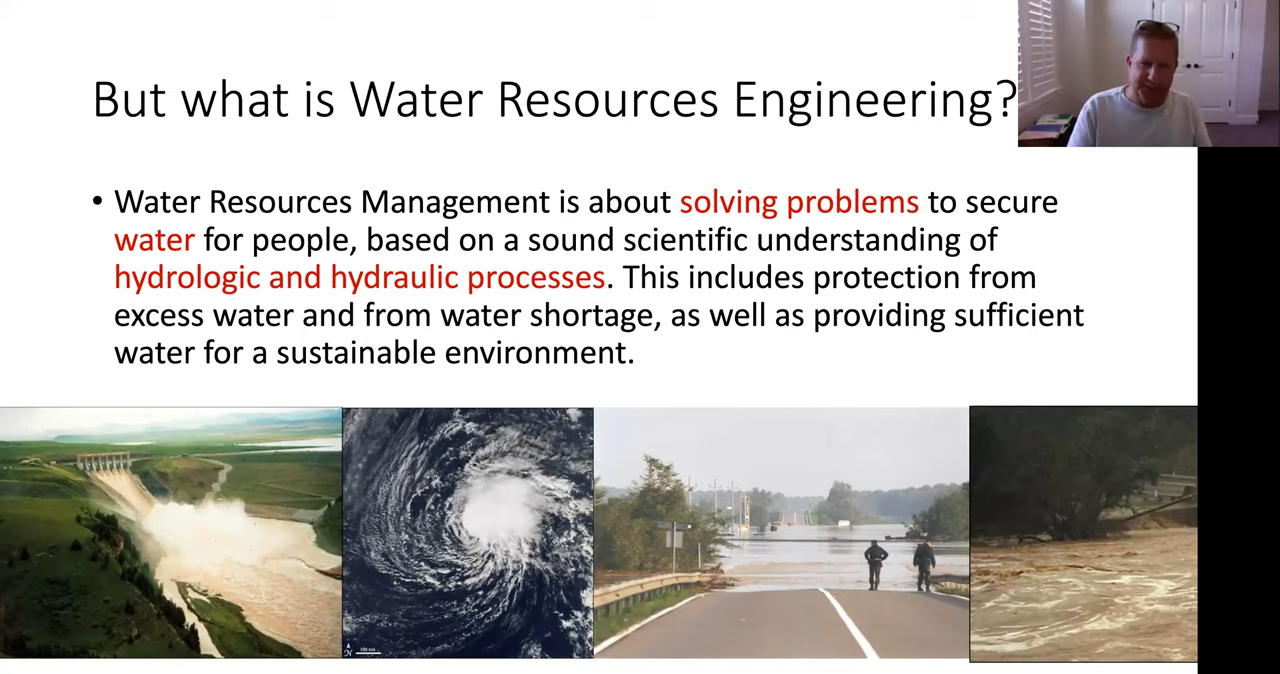 But what is Water Resources Engineering?
• Water Resources Management is about solving problems to secure
water for people, based on a sound scientific understanding of
hydrologic and hydraulic processes. This includes protection from
excess water and from water shortage, as well as providing sufficient
water for a sustainable environment.
N
100 km